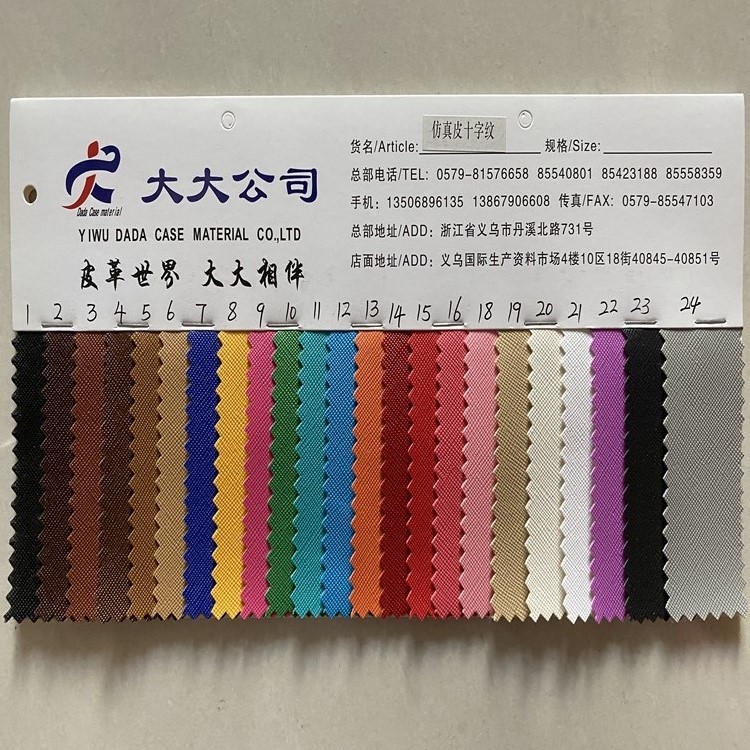 仿真皮十字纹
货名/Article: 规格/Size:
Dada Case material
大大公司
总部电话/TEL: 0579-81576658 85540801 85423188 85558359
手机: 13506896135 13867906608 传真/FAX: 0579-85547103
YIWU DADA CASE MATERIAL CO.,LTD
总部地址/ADD: 浙江省义乌市丹溪北路731号
皮革世界 大大相伴
店面地址/ADD: 义乌国际生产资料市场4楼10区18街40845-40851号
1 2 3 4 5 6 7 8 9 10 11 12 13 14 15 16 18 19 20 21 22 23 24